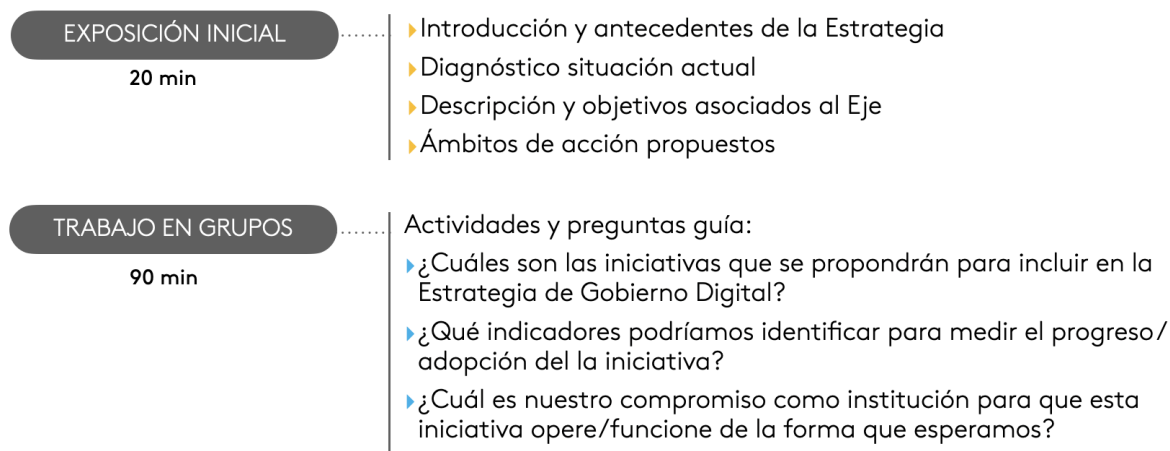 EXPOSICIÓN INICIAL
20 min
Introducción y antecedentes de la Estrategia
Diagnóstico situación actual
Descripción y objetivos asociados al Eje
Ámbitos de acción propuestos
TRABAJO EN GRUPOS
90 min
Actividades y preguntas guía:
¿Cuáles son las iniciativas que se propondrán para incluir en la
Estrategia de Gobierno Digital?
¿Qué indicadores podríamos identificar para medir el progreso/
adopción del la iniciativa?
¿Cuál es nuestro compromiso como institución para que esta
iniciativa opere/funcione de la forma que esperamos?